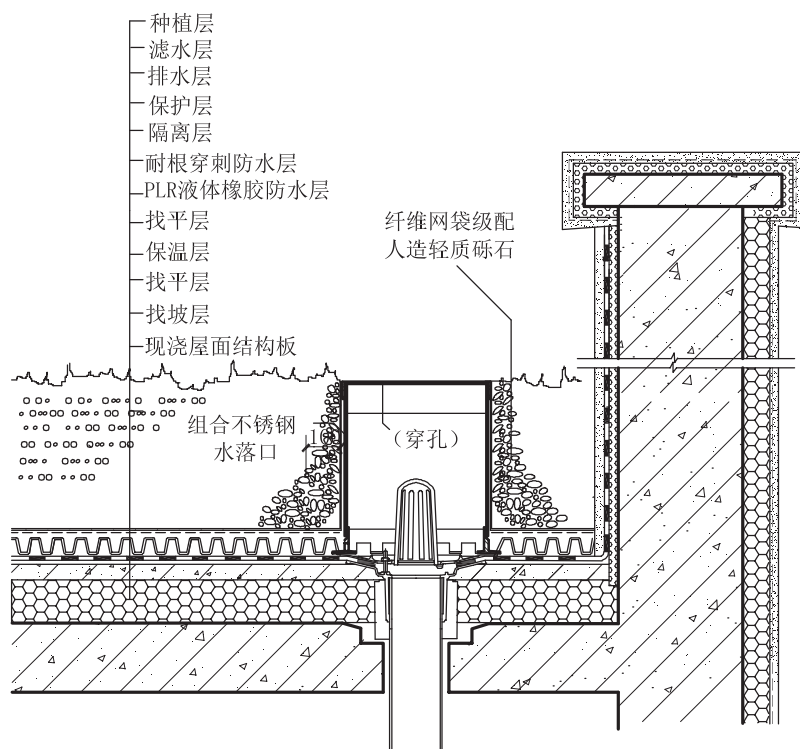 种植层
滤水层
排水层
保护层
隔离层
耐根穿刺防水层
PLR液体橡胶防水层
找平层
保温层
找平层
找坡层
现浇屋面结构板
纤维网袋级配
人造轻质砾石
组合不锈钢
水落口
（穿孔）